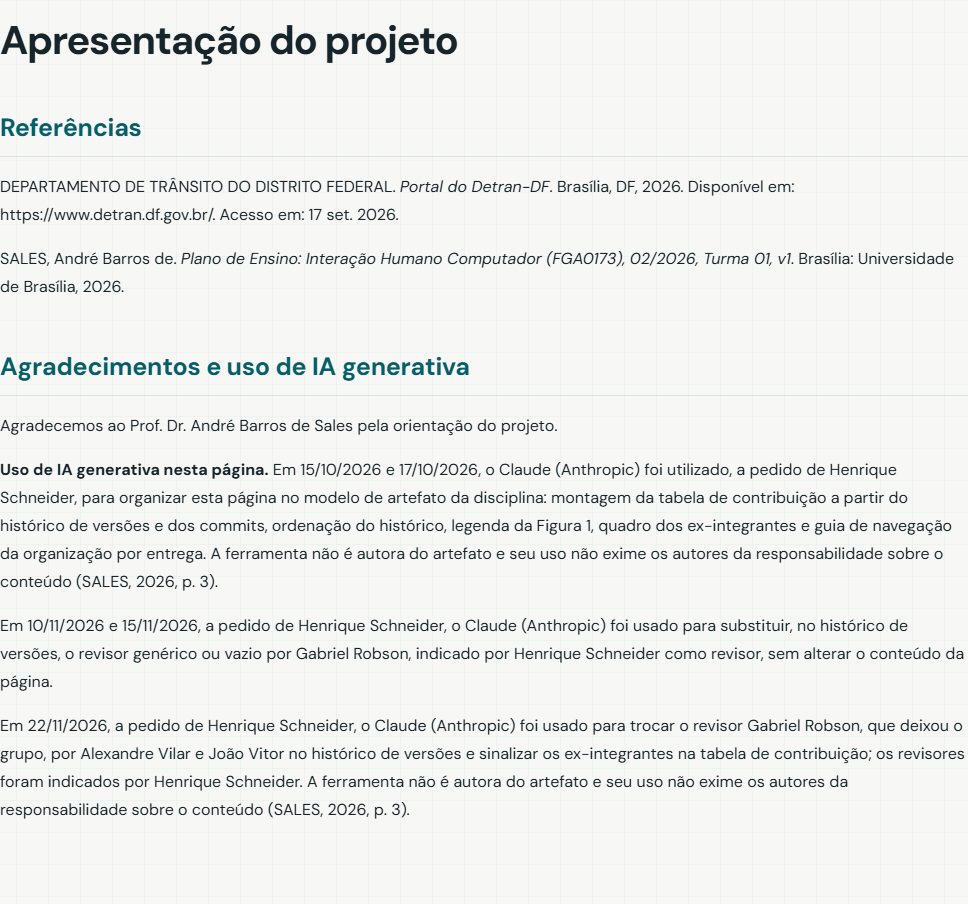 Apresentação do projeto
Referências
DEPARTAMENTO DE TRÂNSITO DO DISTRITO FEDERAL. Portal do Detran-DF. Brasília, DF, 2026. Disponível em:
https://www.detran.df.gov.br/. Acesso em: 17 set. 2026.
SALES, André Barros de. Plano de Ensino: Interação Humano Computador (FGA0173), 02/2026, Turma 01, v1. Brasília: Universidade
de Brasília, 2026.
Agradecimentos e uso de IA generativa
Agradecemos ao Prof. Dr. André Barros de Sales pela orientação do projeto.
Uso de IA generativa nesta página. Em 15/10/2026 e 17/10/2026, o Claude (Anthropic) foi utilizado, a pedido de Henrique
Schneider, para organizar esta página no modelo de artefato da disciplina: montagem da tabela de contribuição a partir do
histórico de versões e dos commits, ordenação do histórico, legenda da Figura 1, quadro dos ex-integrantes e guia de navegação
da organização por entrega. A ferramenta não é autora do artefato e seu uso não exime os autores da responsabilidade sobre o
conteúdo (SALES, 2026, p. 3).
Em 10/11/2026 e 15/11/2026, a pedido de Henrique Schneider, o Claude (Anthropic) foi usado para substituir, no histórico de
versões, o revisor genérico ou vazio por Gabriel Robson, indicado por Henrique Schneider como revisor, sem alterar o conteúdo da
página.
Em 22/11/2026, a pedido de Henrique Schneider, o Claude (Anthropic) foi usado para trocar o revisor Gabriel Robson, que deixou o
grupo, por Alexandre Vilar e João Vitor no histórico de versões e sinalizar os ex-integrantes na tabela de contribuição; os revisores
foram indicados por Henrique Schneider. A ferramenta não é autora do artefato e seu uso não exime os autores da
responsabilidade sobre o conteúdo (SALES, 2026, p. 3).